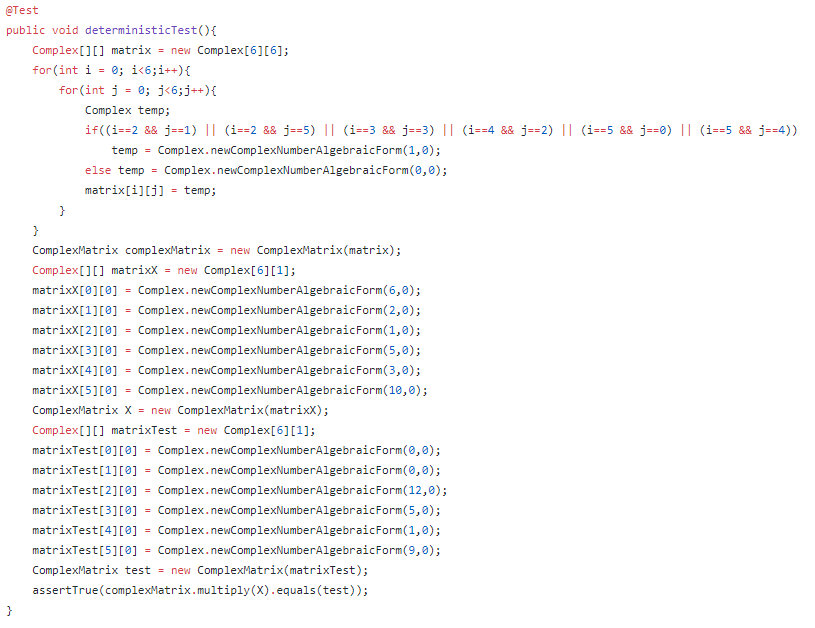 @Test
public void deterministicTest(){
    Complex[][] matrix = new Complex[6][6];
    for(int i = 0; i<6;i++){
        for(int j = 0; j<6;j++){
            Complex temp;
            if((i==2 && j==1) || (i==2 && j==5) || (i==3 && j==3) || (i==4 && j==2) || (i==5 && j==0) || (i==5 && j==4))
                temp = Complex.newComplexNumberAlgebraicForm(1,0);
            else temp = Complex.newComplexNumberAlgebraicForm(0,0);
            matrix[i][j] = temp;
        }
    }
    ComplexMatrix complexMatrix = new ComplexMatrix(matrix);
    Complex[][] matrixX = new Complex[6][1];
    matrixX[0][0] = Complex.newComplexNumberAlgebraicForm(6,0);
    matrixX[1][0] = Complex.newComplexNumberAlgebraicForm(2,0);
    matrixX[2][0] = Complex.newComplexNumberAlgebraicForm(1,0);
    matrixX[3][0] = Complex.newComplexNumberAlgebraicForm(5,0);
    matrixX[4][0] = Complex.newComplexNumberAlgebraicForm(3,0);
    matrixX[5][0] = Complex.newComplexNumberAlgebraicForm(10,0);
    ComplexMatrix X = new ComplexMatrix(matrixX);
    Complex[][] matrixTest = new Complex[6][1];
    matrixTest[0][0] = Complex.newComplexNumberAlgebraicForm(0,0);
    matrixTest[1][0] = Complex.newComplexNumberAlgebraicForm(0,0);
    matrixTest[2][0] = Complex.newComplexNumberAlgebraicForm(12,0);
    matrixTest[3][0] = Complex.newComplexNumberAlgebraicForm(5,0);
    matrixTest[4][0] = Complex.newComplexNumberAlgebraicForm(1,0);
    matrixTest[5][0] = Complex.newComplexNumberAlgebraicForm(9,0);
    ComplexMatrix test = new ComplexMatrix(matrixTest);
    assertTrue(complexMatrix.multiply(X).equals(test));
}